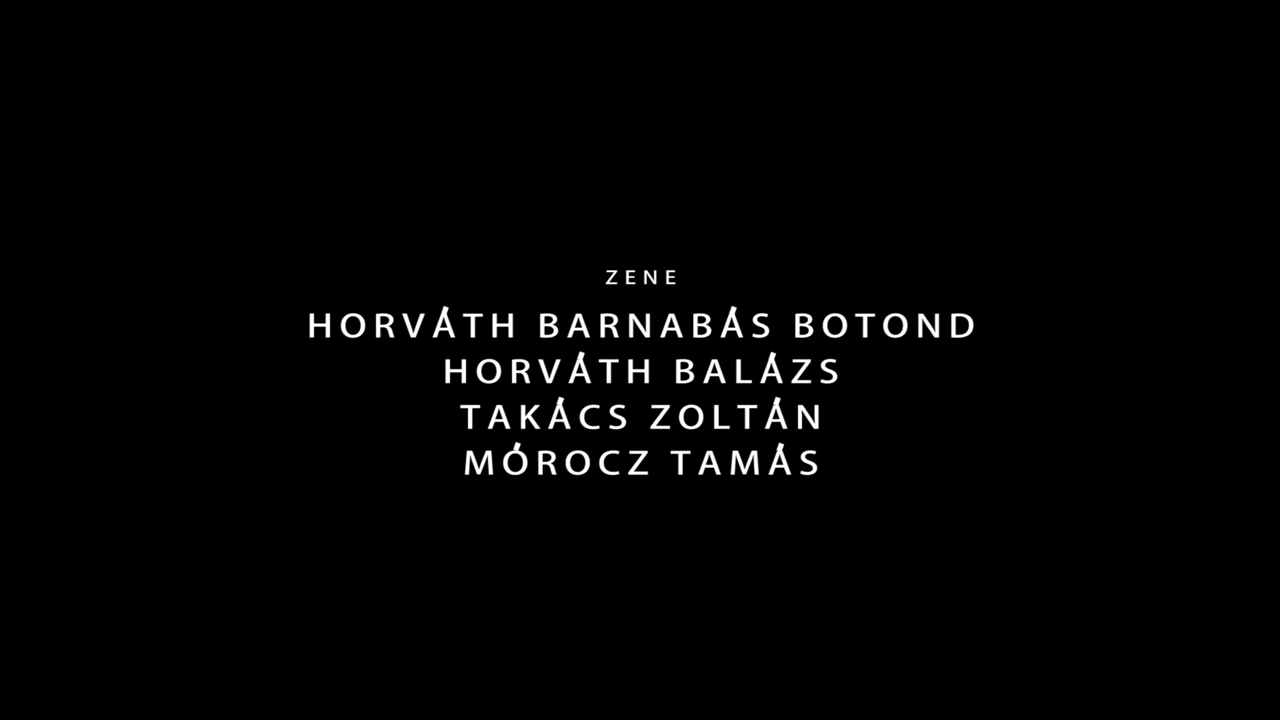 ZENE
HORVÁTH BARNABÁS BOTOND
HORVÁTH BALÁZS
TAKÁCS ZOLTÁN
MÓROCZ TAMÁS